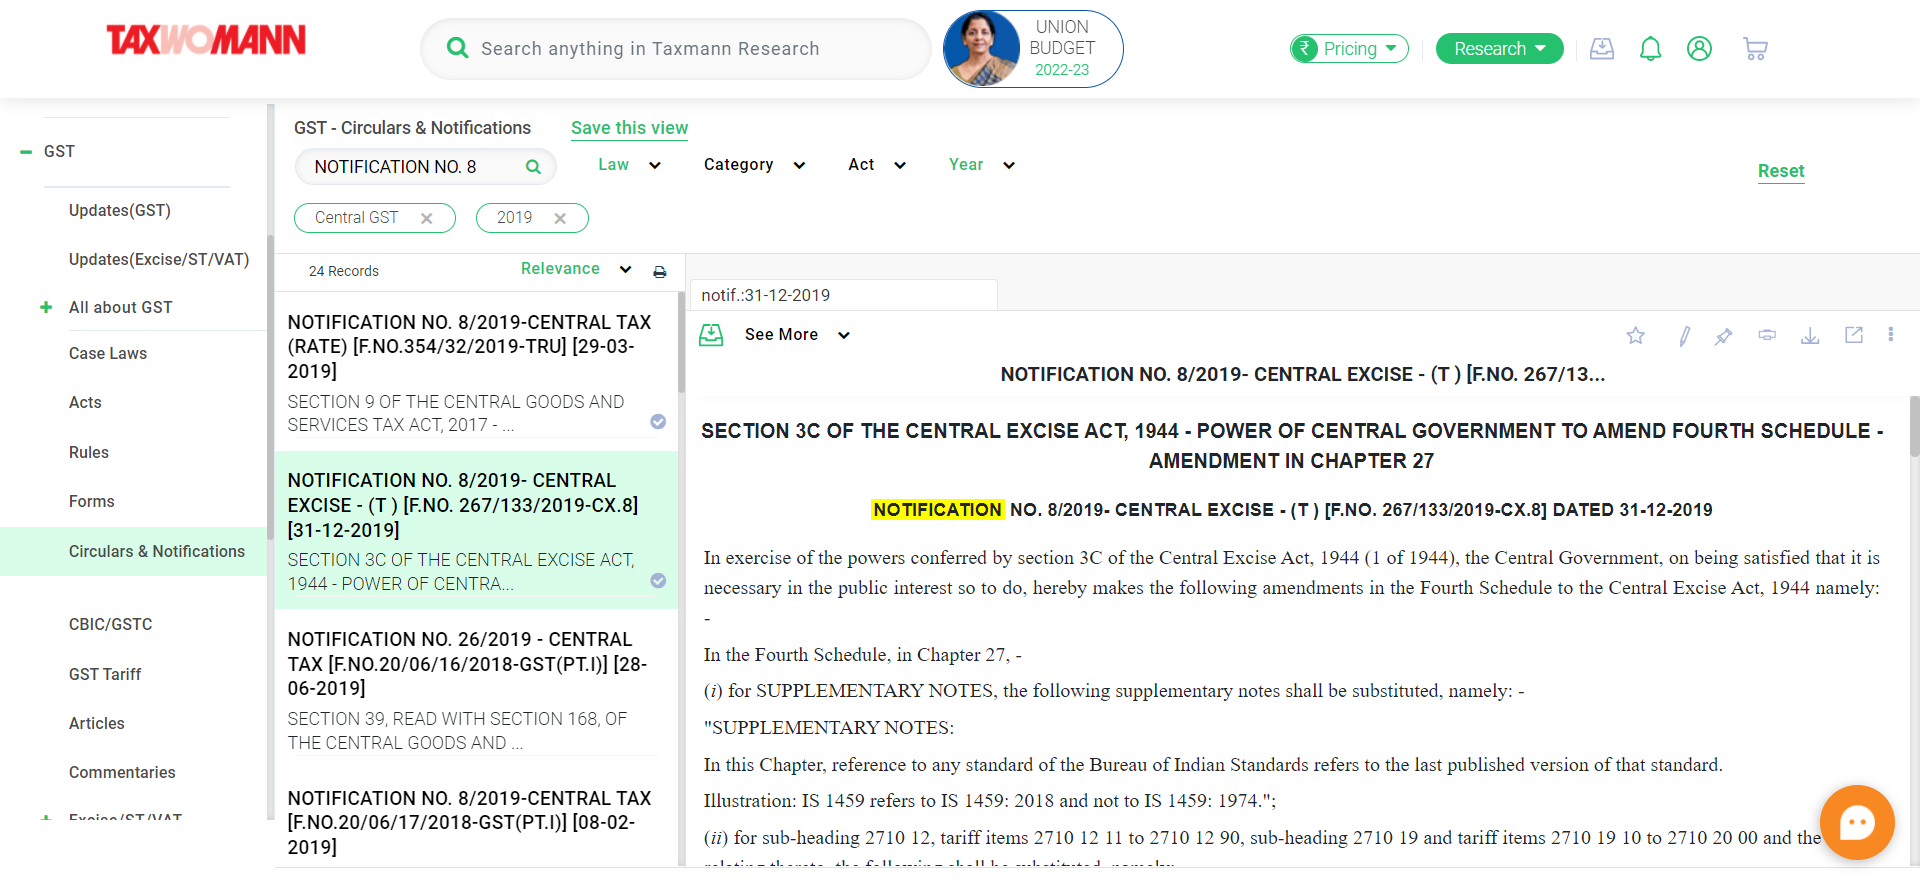 TAXWOMANN
Search anything in Taxmann Research
UNION
BUDGET
2022-23
₹ Pricing
Research
GST
Updates(GST)
Updates(Excise/ST/VAT)
All about GST
Case Laws
Acts
Rules
Forms
Circulars & Notifications
CBIC/GSTC
GST Tariff
Articles
Commentaries
Excise/ST/VAT
GST - Circulars & Notifications
Save this view
NOTIFICATION NO. 8
Law
Category
Act
Year
Reset
Central GST
2019
24 Records
Relevance
NOTIFICATION NO. 8/2019-CENTRAL TAX
(RATE) [F.NO.354/32/2019-TRU] [29-03-
2019]
SECTION 9 OF THE CENTRAL GOODS AND
SERVICES TAX ACT, 2017 - ...
NOTIFICATION NO. 8/2019- CENTRAL
EXCISE - (T ) [F.NO. 267/133/2019-CX.8]
[31-12-2019]
SECTION 3C OF THE CENTRAL EXCISE ACT,
1944 - POWER OF CENTRA...
NOTIFICATION NO. 26/2019 - CENTRAL
TAX [F.NO.20/06/16/2018-GST(PT.I)] [28-
06-2019]
SECTION 39, READ WITH SECTION 168, OF
THE CENTRAL GOODS AND ...
NOTIFICATION NO. 8/2019-CENTRAL TAX
[F.NO.20/06/17/2018-GST(PT.I)] [08-02-
2019]
notif.:31-12-2019
See More
NOTIFICATION NO. 8/2019- CENTRAL EXCISE - (T ) [F.NO. 267/13...
SECTION 3C OF THE CENTRAL EXCISE ACT, 1944 - POWER OF CENTRAL GOVERNMENT TO AMEND FOURTH SCHEDULE -
AMENDMENT IN CHAPTER 27
NOTIFICATION NO. 8/2019- CENTRAL EXCISE - (T ) [F.NO. 267/133/2019-CX.8] DATED 31-12-2019
In exercise of the powers conferred by section 3C of the Central Excise Act, 1944 (1 of 1944), the Central Government, on being satisfied that it is
necessary in the public interest so to do, hereby makes the following amendments in the Fourth Schedule to the Central Excise Act, 1944 namely:
-
In the Fourth Schedule, in Chapter 27, -
(i) for SUPPLEMENTARY NOTES, the following supplementary notes shall be substituted, namely: -
"SUPPLEMENTARY NOTES:
In this Chapter, reference to any standard of the Bureau of Indian Standards refers to the last published version of that standard.
Illustration: IS 1459 refers to IS 1459: 2018 and not to IS 1459: 1974.";
(ii) for sub-heading 2710 12, tariff items 2710 12 11 to 2710 12 90, sub-heading 2710 19 and tariff items 2710 19 10 to 2710 20 00 and the
relating thereto, the following shall be substituted, namely: